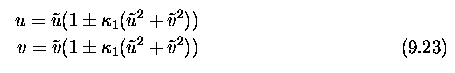 u = ũ(1 ± κ₁(ũ² + ṽ²))
v = ṽ(1 ± κ₁(ũ² + ṽ²)) (9.23)